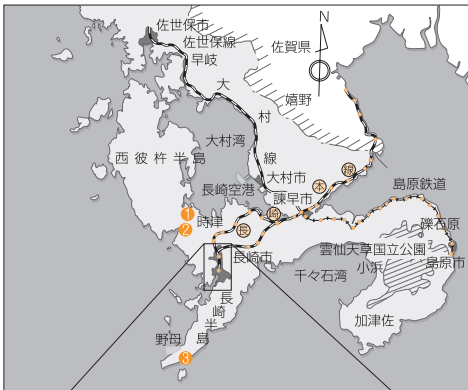 N
佐世保市
佐世保線
早岐
佐賀県
嬉野
大村線
大村湾
西彼杵半島
大村市
長崎空港
諫早市
長崎本線
島原鉄道
礫石原
①
時津
②
雲仙天草国立公園
小浜
島原市
長崎市
千々石湾
加津佐
長崎半島
野母
③